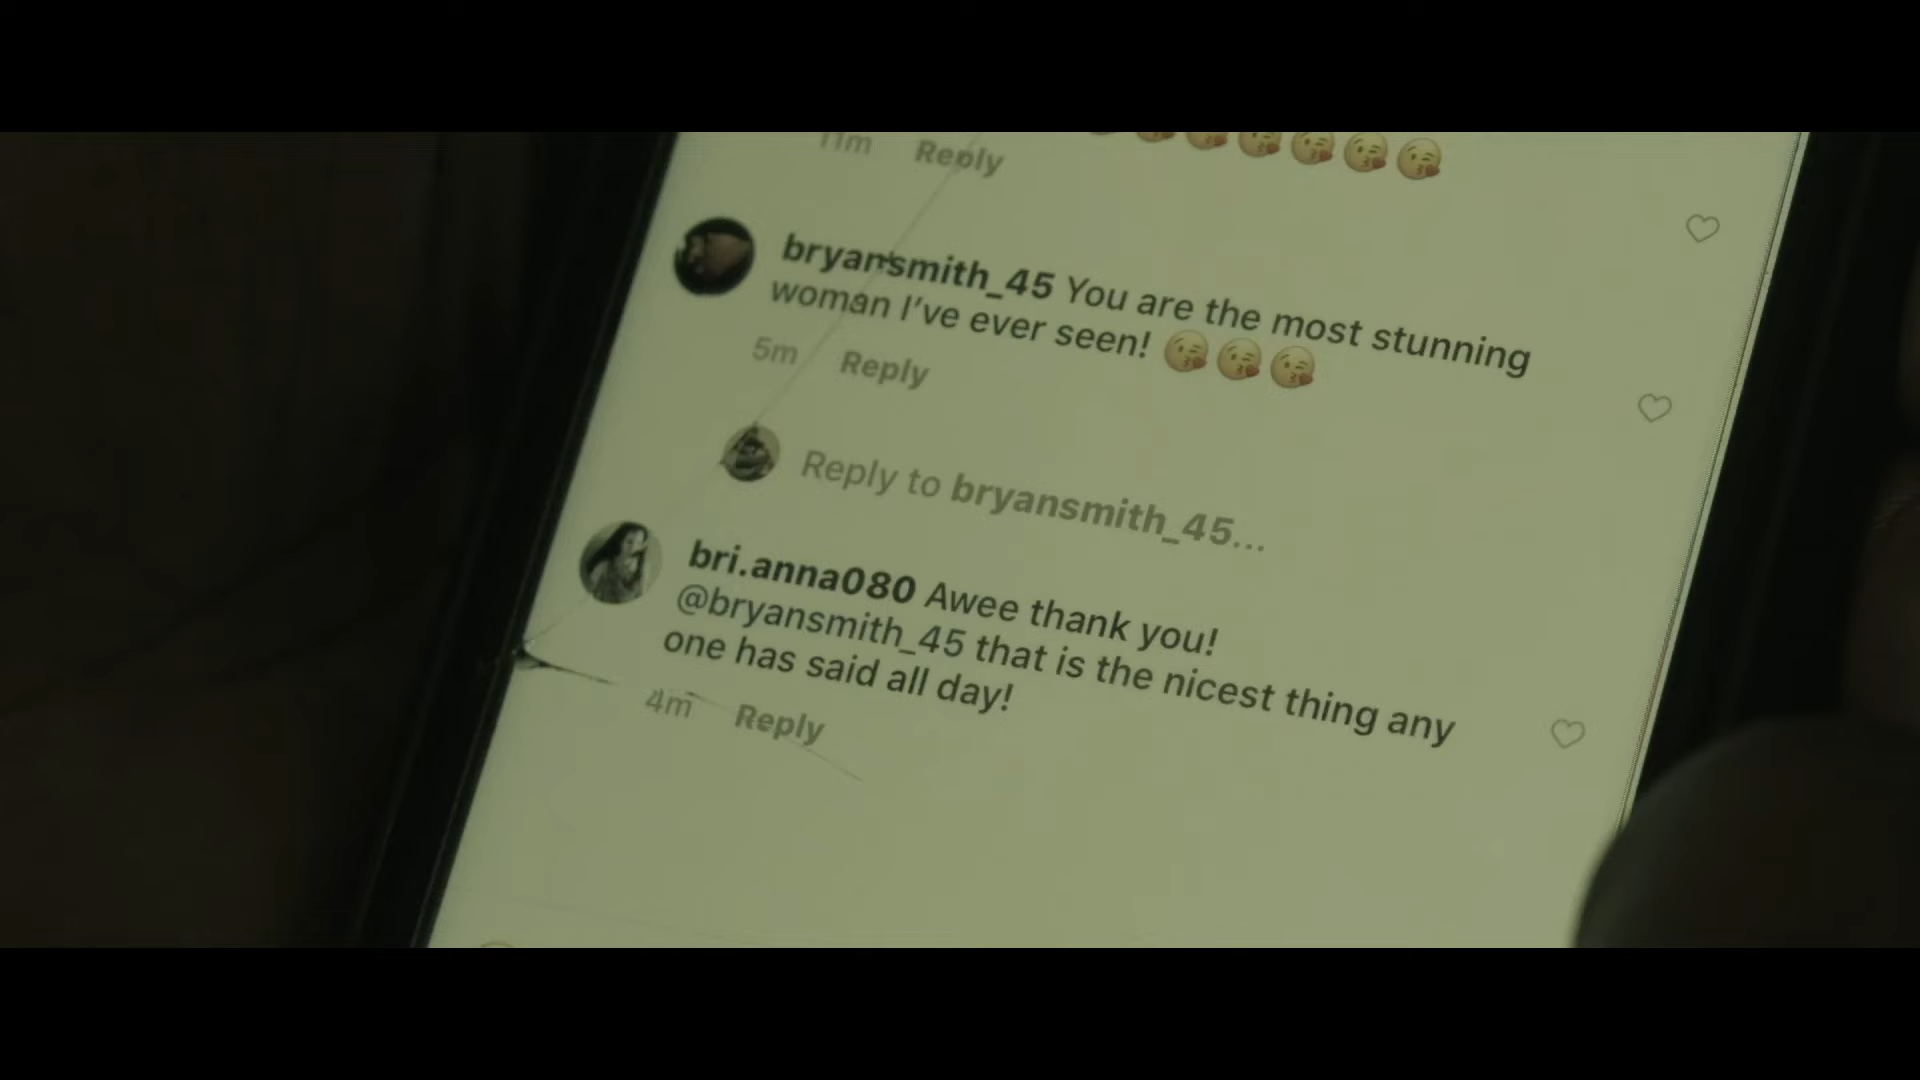 11m Reply
bryansmith_45 You are the most stunning
woman I've ever seen! 😘😘😘
5m Reply
Reply to bryansmith_45...
bri.anna080 Awee thank you!
@bryansmith_45 that is the nicest thing any
one has said all day!
4m Reply